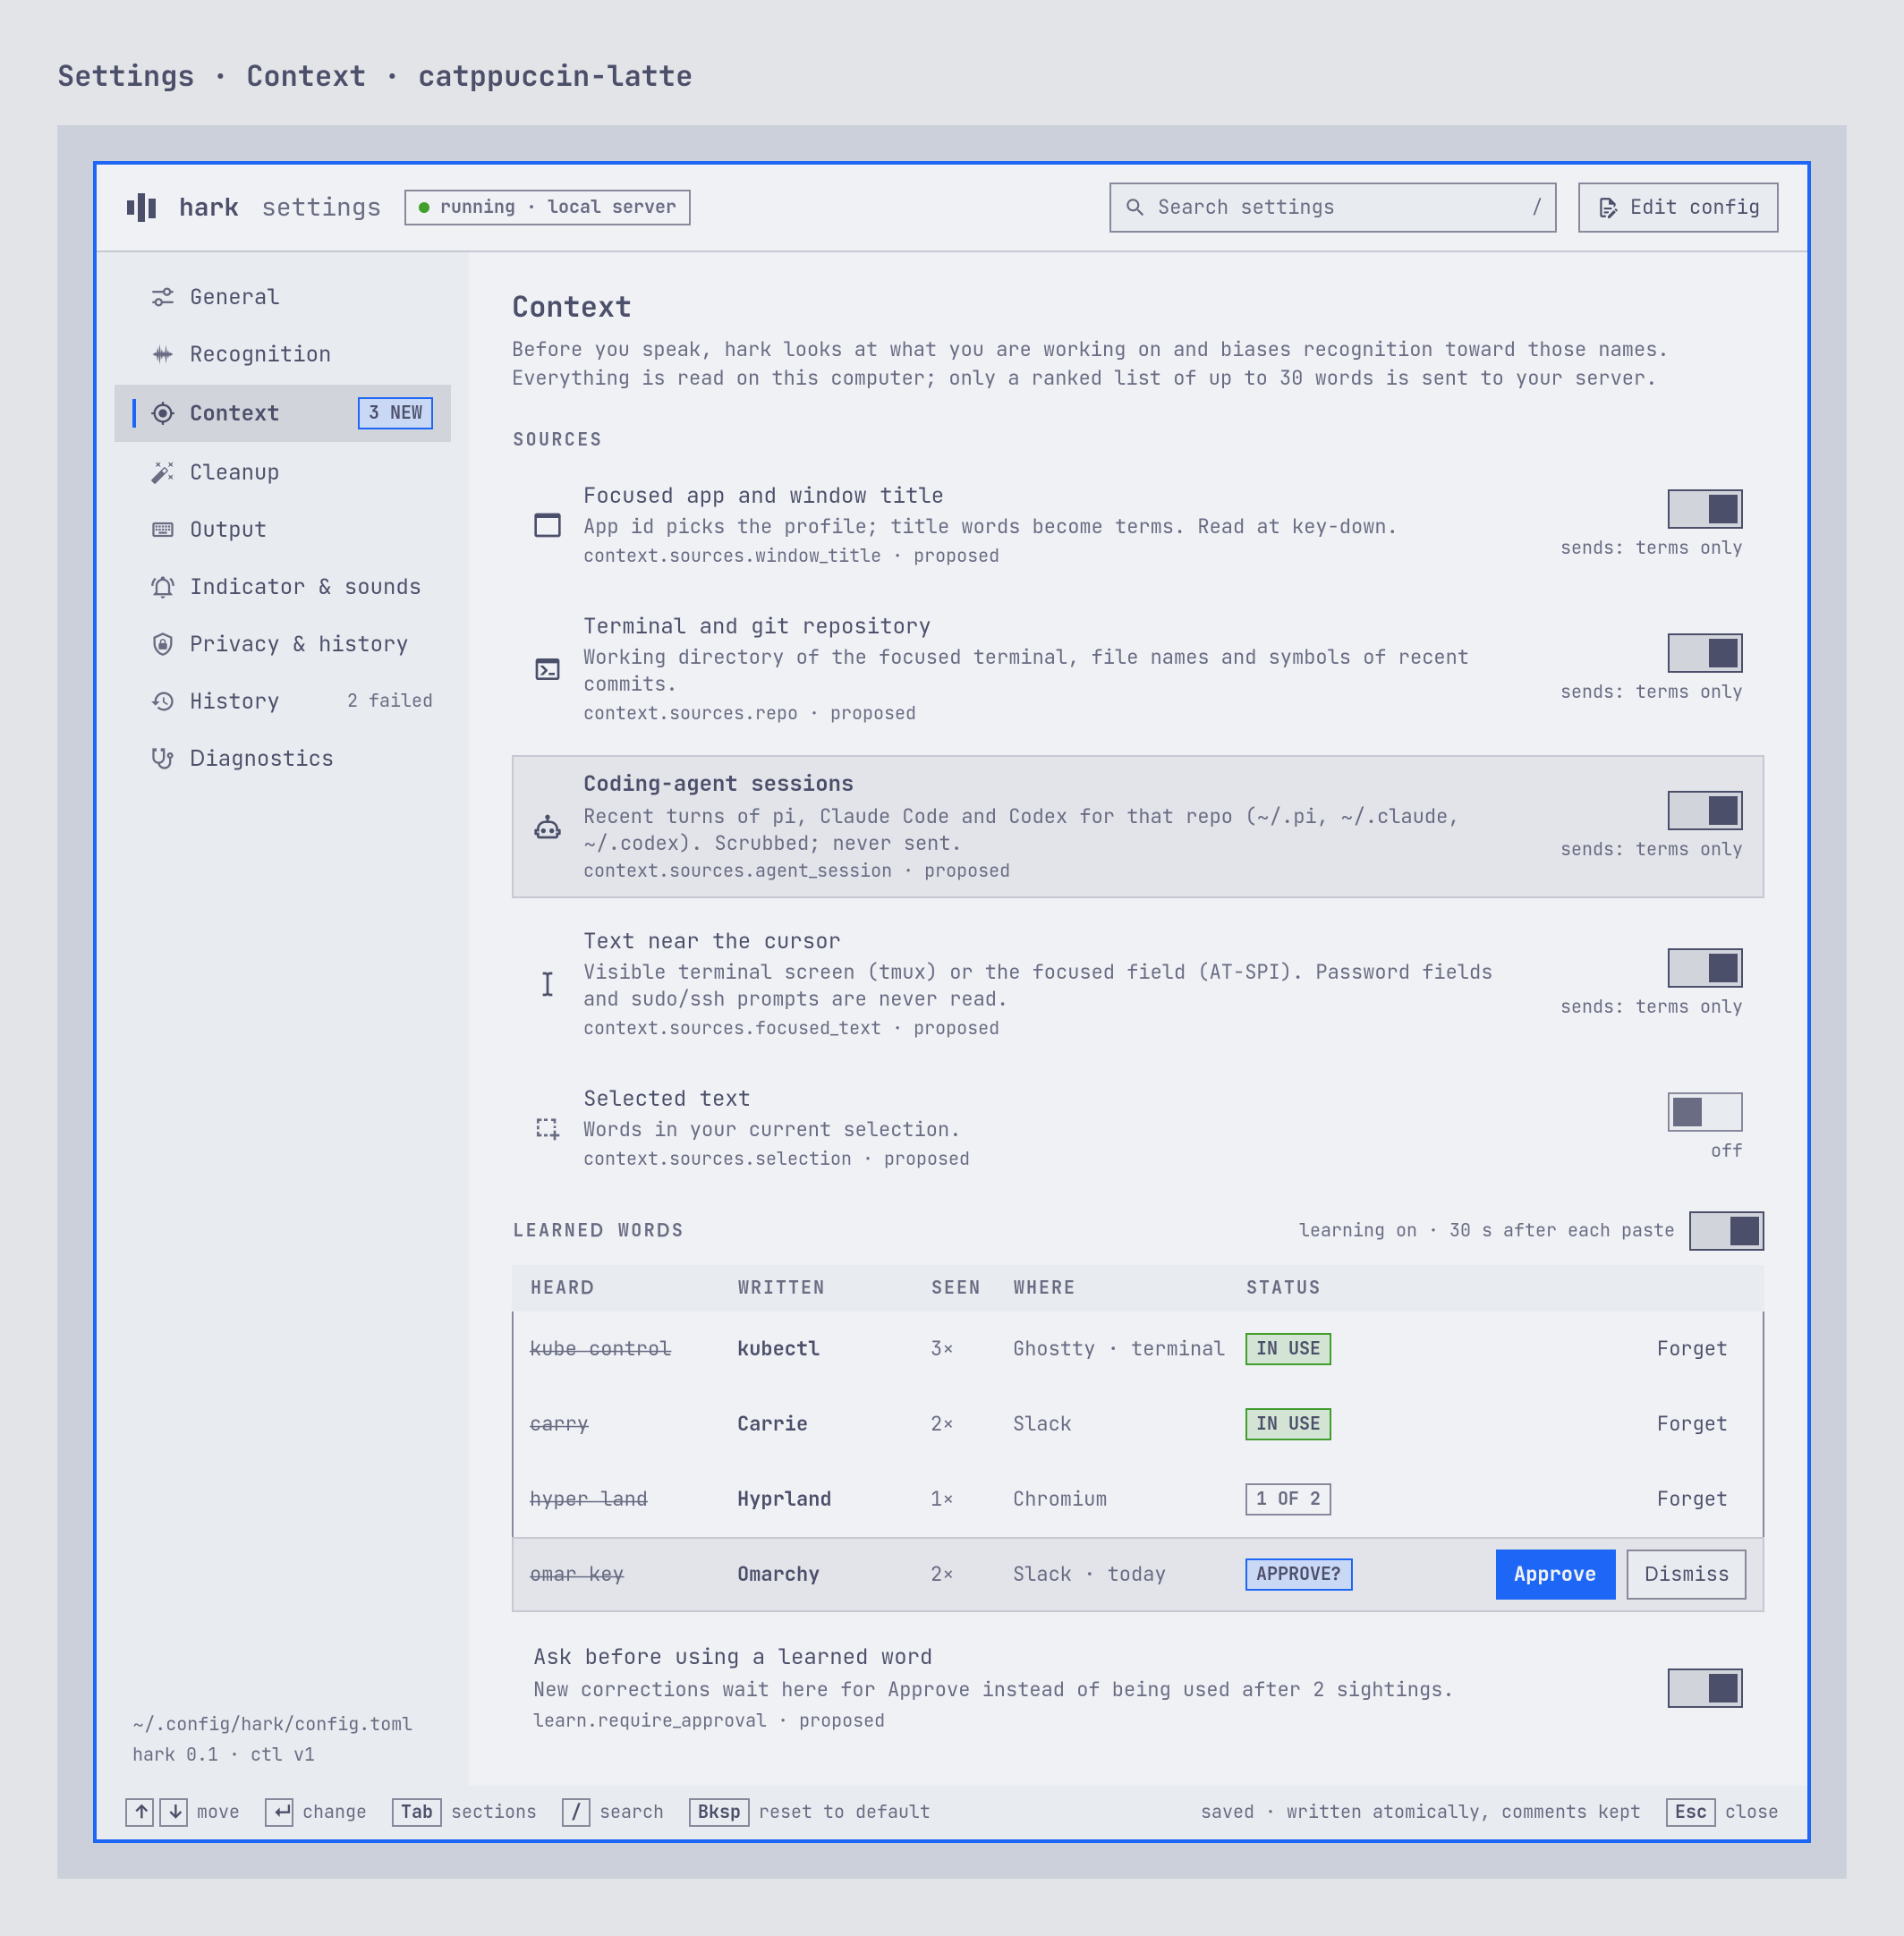 Settings · Context · catppuccin-latte
hark settings
running · local server
Search settings /
Edit config
General
Recognition
Context 3 NEW
Cleanup
Output
Indicator & sounds
Privacy & history
History 2 failed
Diagnostics
~/.config/hark/config.toml
hark 0.1 · ctl v1
Context
Before you speak, hark looks at what you are working on and biases recognition toward those names.
Everything is read on this computer; only a ranked list of up to 30 words is sent to your server.
SOURCES
Focused app and window title
App id picks the profile; title words become terms. Read at key-down.
context.sources.window_title · proposed
sends: terms only
Terminal and git repository
Working directory of the focused terminal, file names and symbols of recent
commits.
context.sources.repo · proposed
sends: terms only
Coding-agent sessions
Recent turns of pi, Claude Code and Codex for that repo (~/.pi, ~/.claude,
~/.codex). Scrubbed; never sent.
context.sources.agent_session · proposed
sends: terms only
Text near the cursor
Visible terminal screen (tmux) or the focused field (AT-SPI). Password fields
and sudo/ssh prompts are never read.
context.sources.focused_text · proposed
sends: terms only
Selected text
Words in your current selection.
context.sources.selection · proposed
off
LEARNED WORDS
learning on · 30 s after each paste
HEARD WRITTEN SEEN WHERE STATUS
kube control kubectl 3× Ghostty · terminal IN USE Forget
carry Carrie 2× Slack IN USE Forget
hyper land Hyprland 1× Chromium 1 OF 2 Forget
omar key Omarchy 2× Slack · today APPROVE? Approve Dismiss
Ask before using a learned word
New corrections wait here for Approve instead of being used after 2 sightings.
learn.require_approval · proposed
↑ ↓ move ↵ change Tab sections / search Bksp reset to default
saved · written atomically, comments kept Esc close